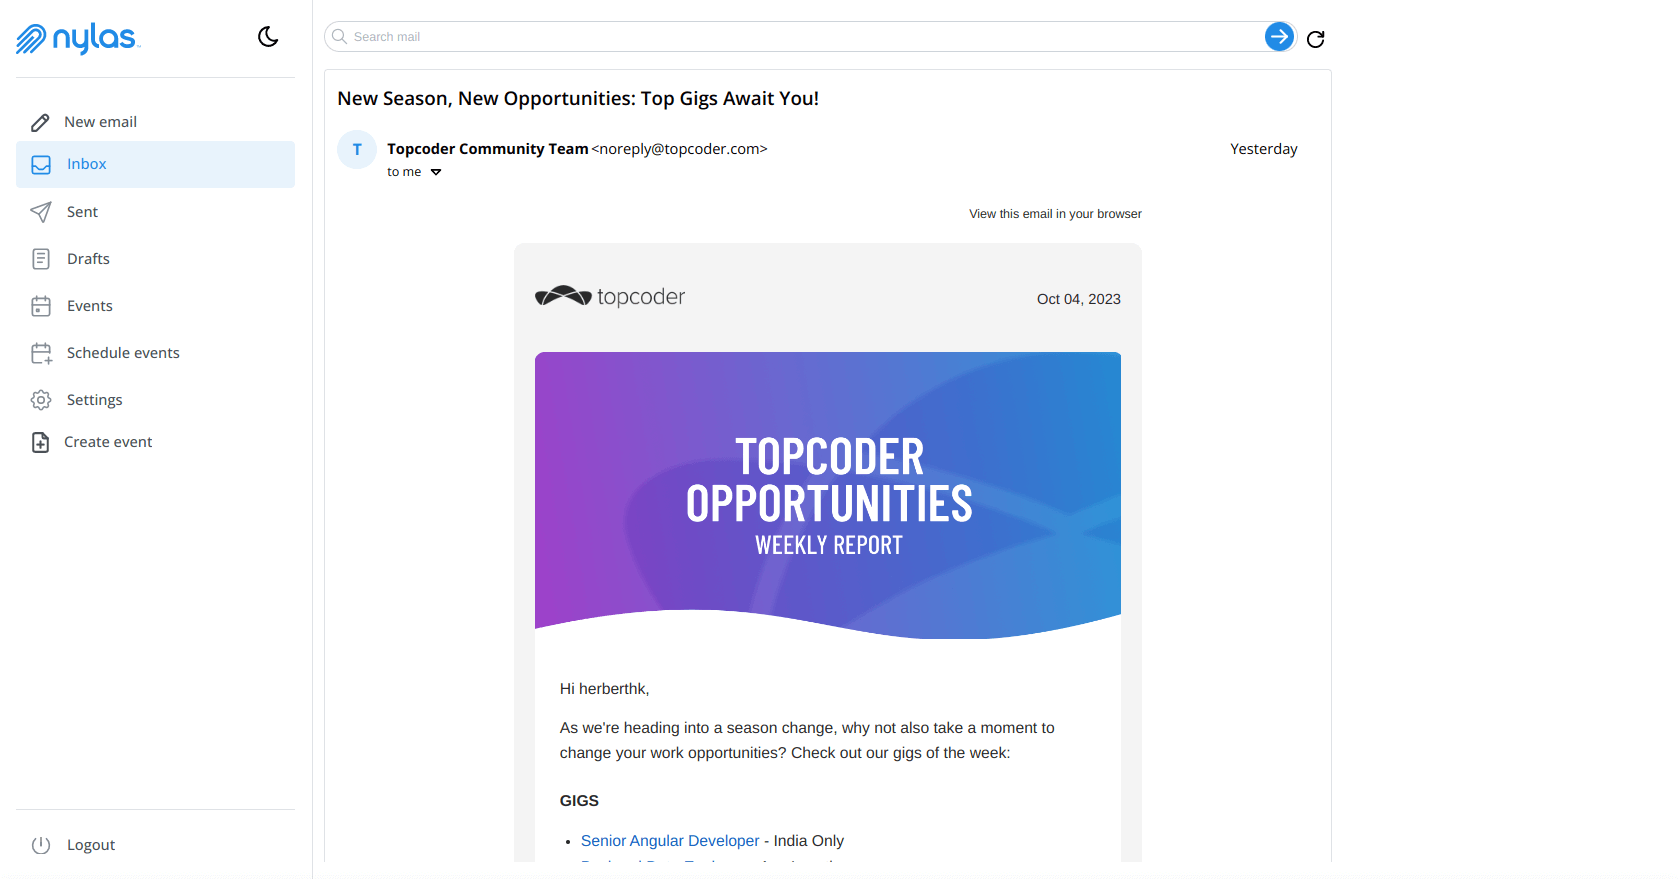 nylas
Search mail
New email
Inbox
Sent
Drafts
Events
Schedule events
Settings
Create event
Logout
New Season, New Opportunities: Top Gigs Await You!
T
Topcoder Community Team <noreply@topcoder.com>
Yesterday
to me
View this email in your browser
topcoder
Oct 04, 2023
TOPCODER
OPPORTUNITIES
WEEKLY REPORT
Hi herberthk,
As we're heading into a season change, why not also take a moment to
change your work opportunities? Check out our gigs of the week:
GIGS
• Senior Angular Developer - India Only